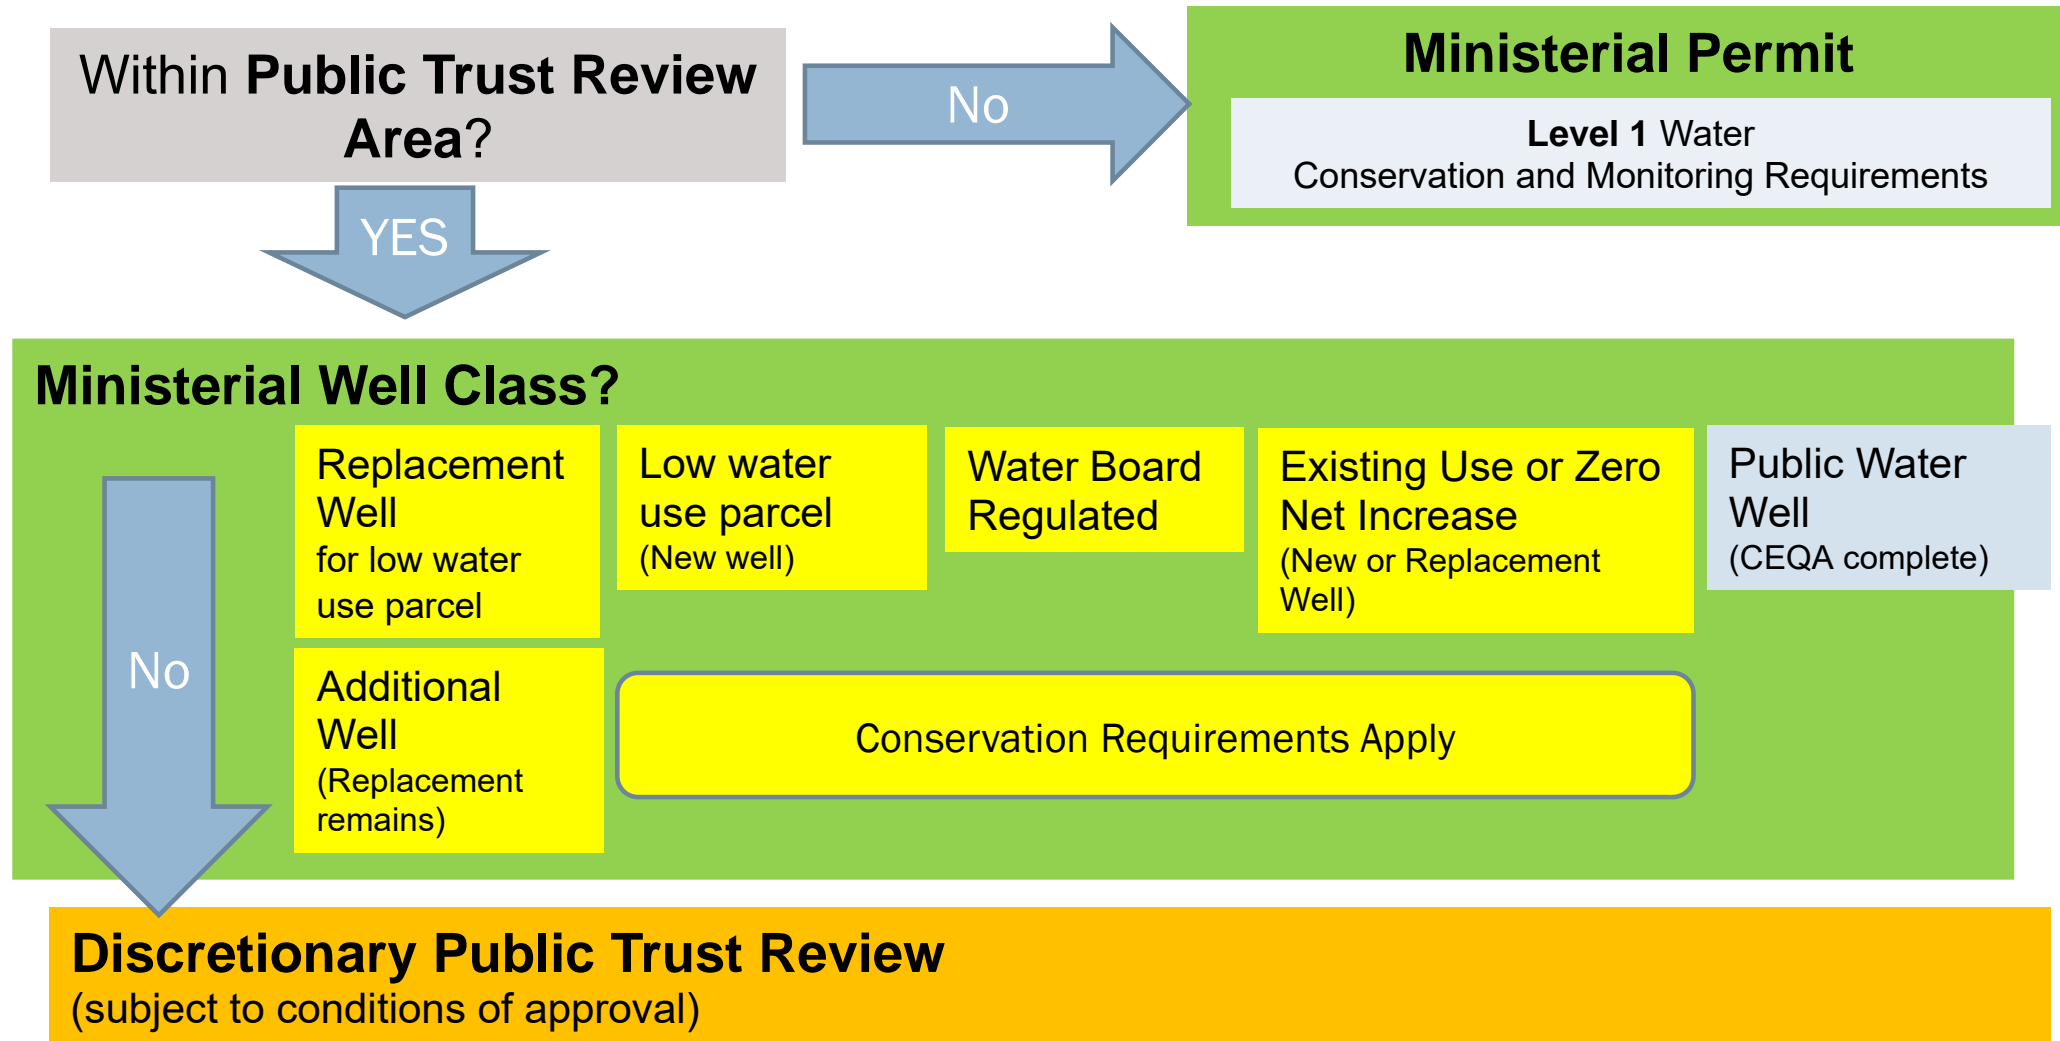 Within Public Trust Review
Area?
No
Ministerial Permit
Level 1 Water
Conservation and Monitoring Requirements
YES
Ministerial Well Class?
No
Replacement
Well
for low water
use parcel
Low water
use parcel
(New well)
Water Board
Regulated
Existing Use or Zero
Net Increase
(New or Replacement
Well)
Public Water
Well
(CEQA complete)
Additional
Well
(Replacement
remains)
Conservation Requirements Apply
Discretionary Public Trust Review
(subject to conditions of approval)